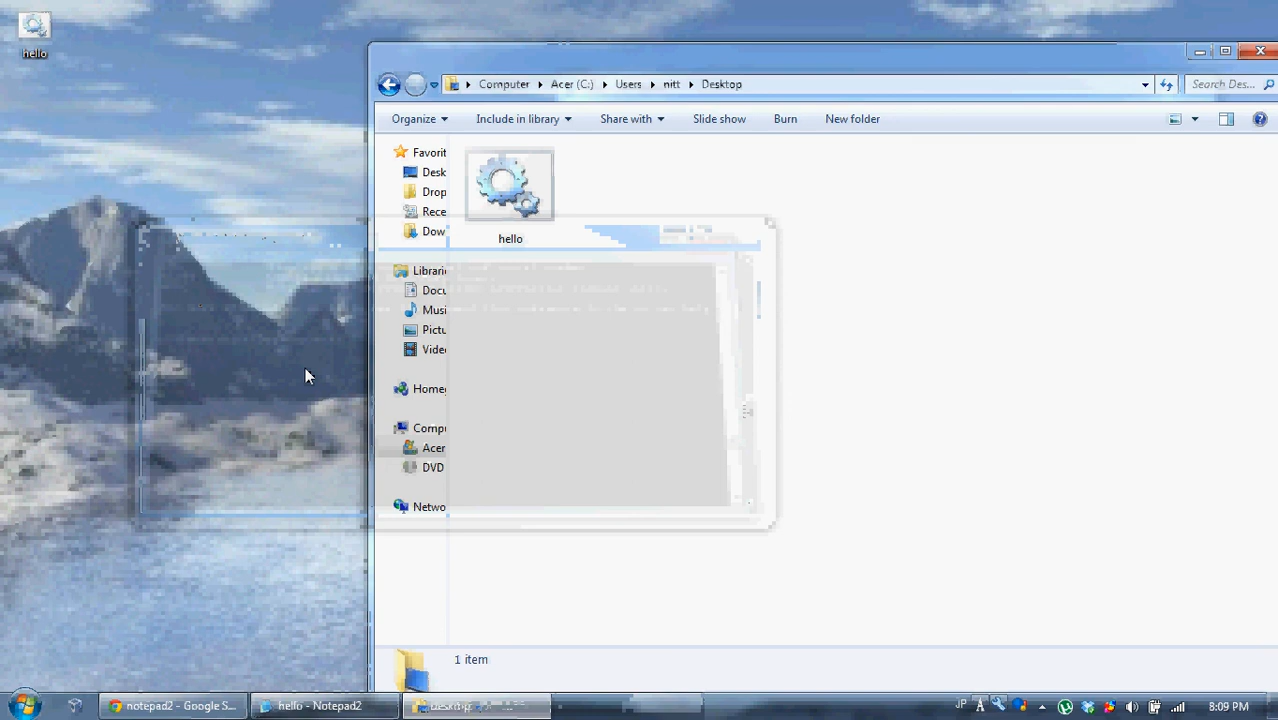 hello
Computer Acer (C:) Users nitt Desktop
Search Des...
Organize Include in library Share with Slide show Burn New folder
Favorit
Desk
Drop
Rece
Dow
hello
Librari
Docu
Musi
Pictu
Vide
Home
Compu
Acer
DVD
Netwo
1 item
notepad2 - Google S...
hello - Notepad2
Desktop
JP
8:09 PM